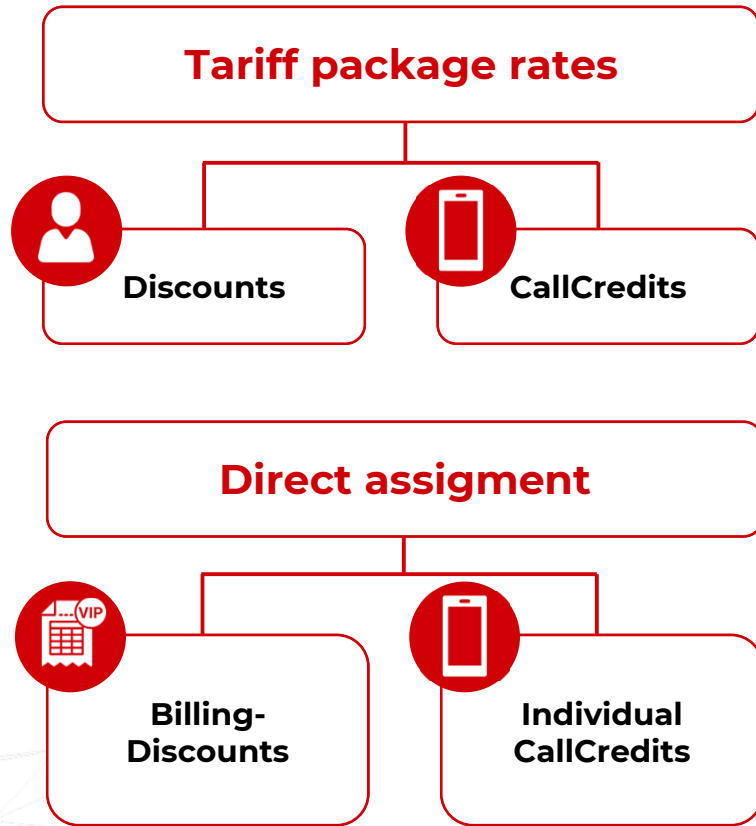 Tariff package rates
Discounts
CallCredits
Direct assigment
VIP
Billing-
Discounts
Individual
CallCredits